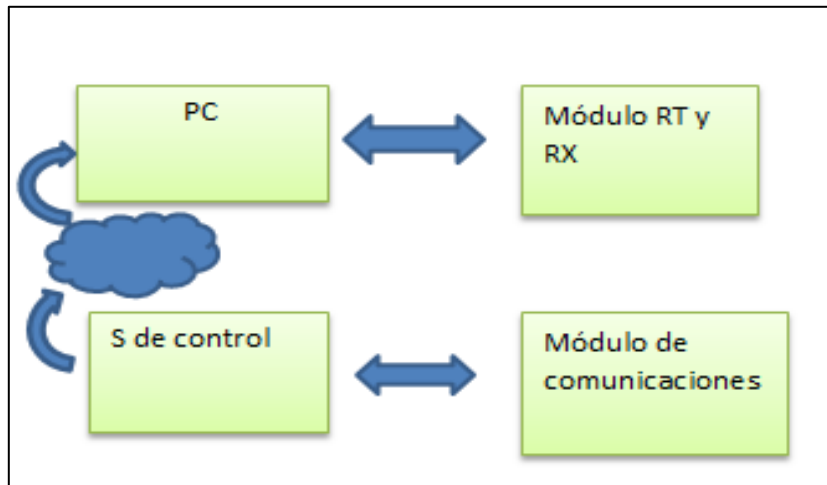 PC
Módulo RT y
RX
S de control
Módulo de
comunicaciones